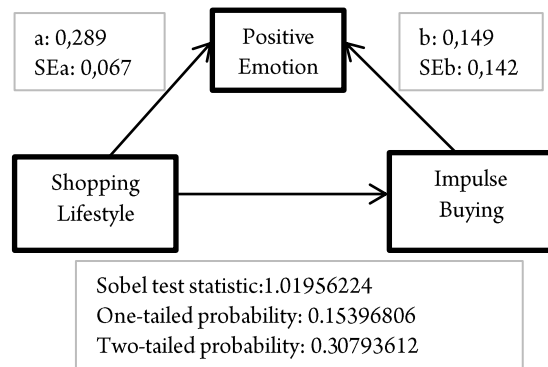 a: 0,289
SEa: 0,067
Positive
Emotion
b: 0,149
SEb: 0,142
Shopping
Lifestyle
Impulse
Buying
Sobel test statistic:1.01956224
One-tailed probability: 0.15396806
Two-tailed probability: 0.30793612